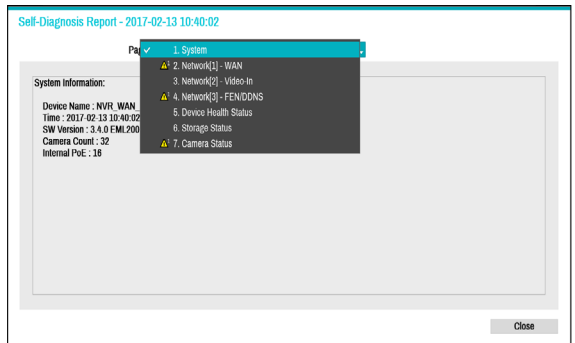 Self-Diagnosis Report - 2017-02-13 10:40:02
1. System
2. Network[1] - WAN
3. Network[2] - Video-In
4. Network[3] - FEN/DDNS
5. Device Health Status
6. Storage Status
7. Camera Status
System Information:
Device Name : NVR_WAN_
Time : 2017-02-13 10:40:02
SW Version : 3.4.0 EML200
Camera Count : 32
Internal PoE : 16
Close